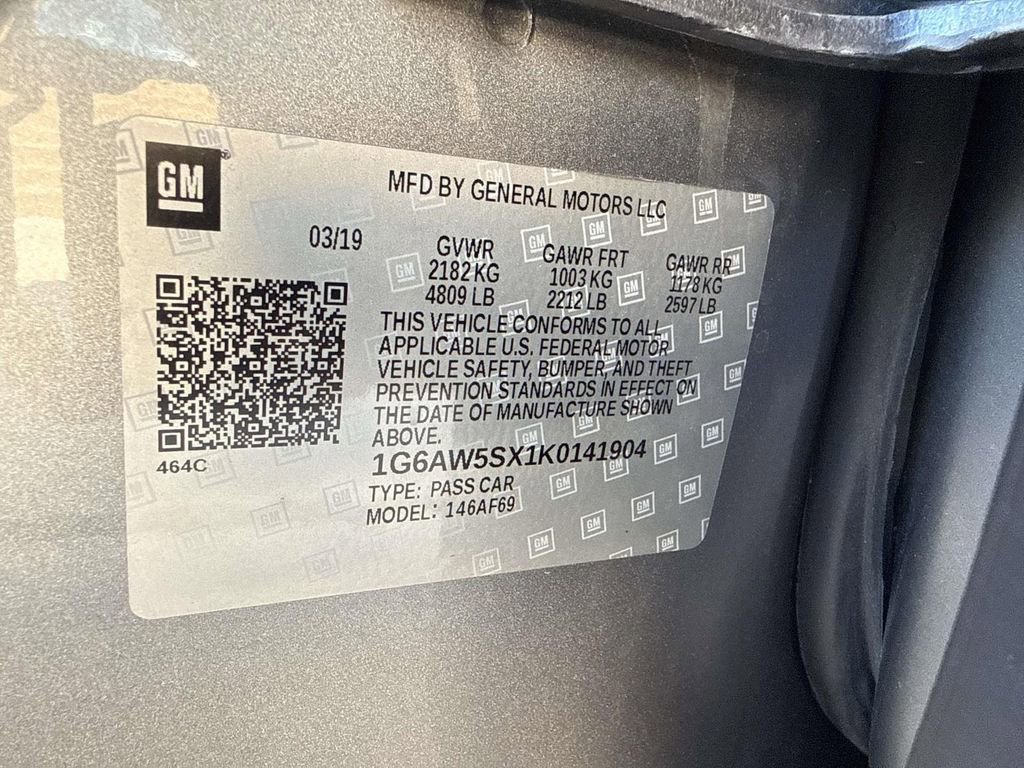 GM
MFD BY GENERAL MOTORS LLC
03/19
GVWR GAWR FRT GAWR RR
2182 KG 1003 KG 1178 KG
4809 LB 2212 LB 2597 LB
THIS VEHICLE CONFORMS TO ALL
APPLICABLE U.S. FEDERAL MOTOR
VEHICLE SAFETY, BUMPER, AND THEFT
PREVENTION STANDARDS IN EFFECT ON
THE DATE OF MANUFACTURE SHOWN
ABOVE.
464C
1G6AW5SX1K0141904
TYPE: PASS CAR
MODEL: 146AF69